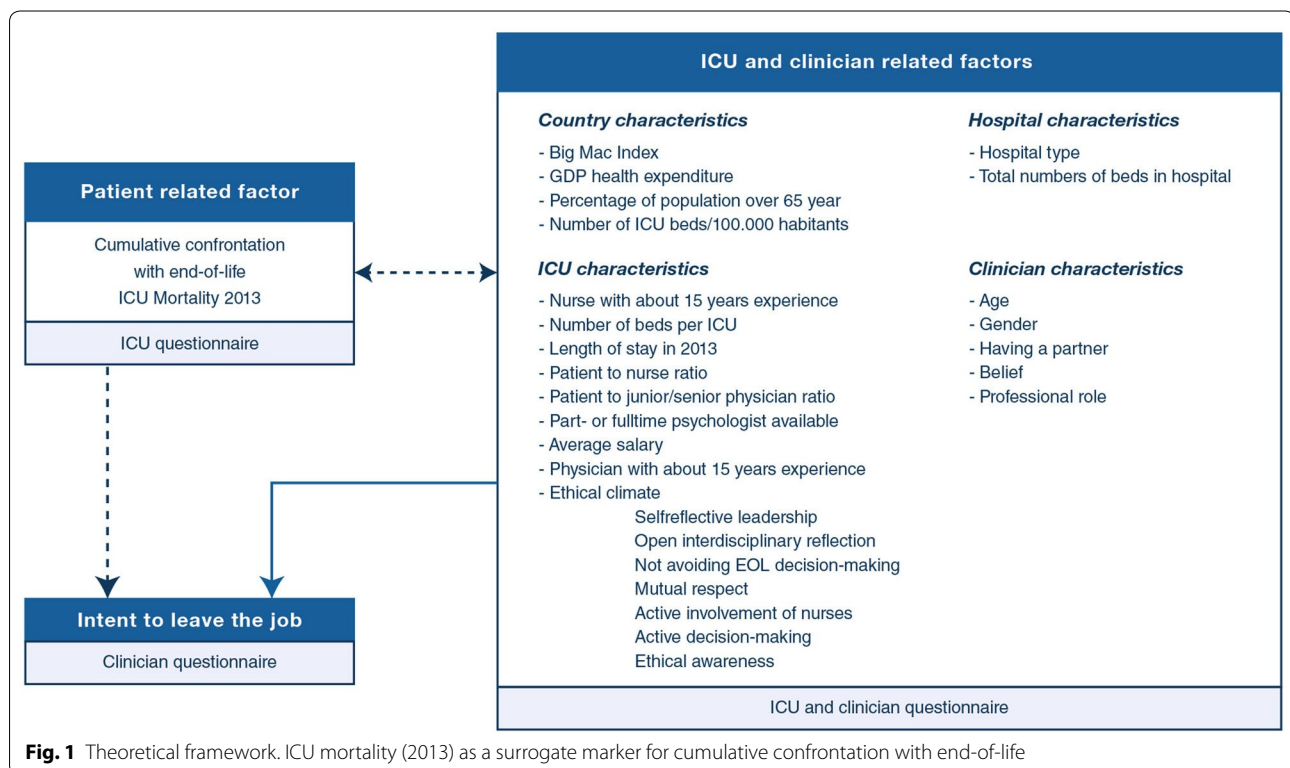 Patient related factor
Cumulative confrontation
with end-of-life
ICU Mortality 2013
ICU questionnaire
Intent to leave the job
Clinician questionnaire
ICU and clinician related factors
Country characteristics
- Big Mac Index
- GDP health expenditure
- Percentage of population over 65 year
- Number of ICU beds/100.000 habitants
Hospital characteristics
- Hospital type
- Total numbers of beds in hospital
ICU characteristics
- Nurse with about 15 years experience
- Number of beds per ICU
- Length of stay in 2013
- Patient to nurse ratio
- Patient to junior/senior physician ratio
- Part- or fulltime psychologist available
- Average salary
- Physician with about 15 years experience
- Ethical climate
Selfreflective leadership
Open interdisciplinary reflection
Not avoiding EOL decision-making
Mutual respect
Active involvement of nurses
Active decision-making
Ethical awareness
Clinician characteristics
- Age
- Gender
- Having a partner
- Belief
- Professional role
ICU and clinician questionnaire
Fig. 1 Theoretical framework. ICU mortality (2013) as a surrogate marker for cumulative confrontation with end-of-life